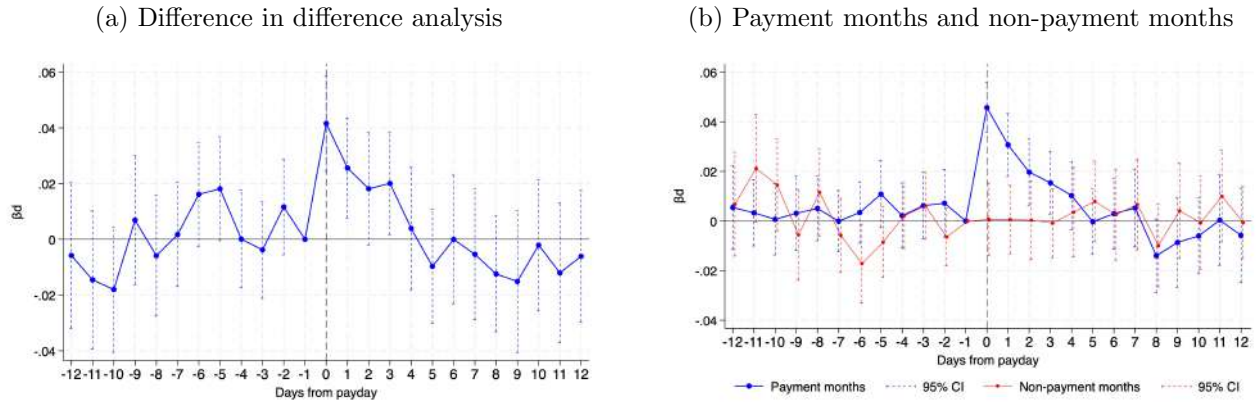 (a) Difference in difference analysis
.06
.04
.02
0
-.02
-.04
βd
-12 -11 -10 -9 -8 -7 -6 -5 -4 -3 -2 -1 0 1 2 3 4 5 6 7 8 9 10 11 12
Days from payday
(b) Payment months and non-payment months
.06
.04
.02
0
-.02
-.04
βd
-12 -11 -10 -9 -8 -7 -6 -5 -4 -3 -2 -1 0 1 2 3 4 5 6 7 8 9 10 11 12
Days from payday
Payment months 95% CI Non-payment months 95% CI